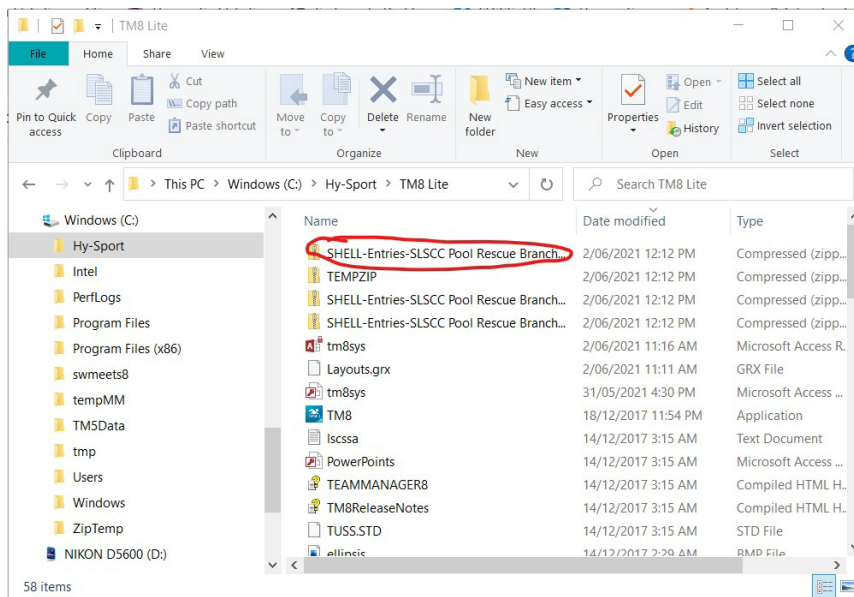 TM8 Lite
File Home Share View
Pin to Quick access
Copy
Paste
Cut
Copy path
Paste shortcut
Clipboard
Move to
Copy to
Delete
Rename
Organize
New folder
New item
Easy access
New
Properties
Open
Edit
History
Open
Select all
Select none
Invert selection
Select
This PC > Windows (C:) > Hy-Sport > TM8 Lite
Search TM8 Lite
Windows (C:)
Hy-Sport
Intel
PerfLogs
Program Files
Program Files (x86)
swmeets8
tempMM
TM5Data
tmp
Users
Windows
ZipTemp
NIKON D5600 (D:)
Name Date modified Type
SHELL-Entries-SLSCC Pool Rescue Branch... 2/06/2021 12:12 PM Compressed (zipp...
TEMPZIP 2/06/2021 12:12 PM Compressed (zipp...
SHELL-Entries-SLSCC Pool Rescue Branch... 2/06/2021 12:12 PM Compressed (zipp...
SHELL-Entries-SLSCC Pool Rescue Branch... 2/06/2021 12:12 PM Compressed (zipp...
tm8sys 2/06/2021 11:16 AM Microsoft Access R...
Layouts.grx 2/06/2021 11:11 AM GRX File
tm8sys 31/05/2021 4:30 PM Microsoft Access ...
TM8 18/12/2017 11:54 PM Application
lscssa 14/12/2017 3:15 AM Text Document
PowerPoints 14/12/2017 3:15 AM Microsoft Access ...
TEAMMANAGER8 14/12/2017 3:15 AM Compiled HTML H...
TM8ReleaseNotes 14/12/2017 3:15 AM Compiled HTML H...
TUSS.STD 14/12/2017 3:15 AM STD File
ellipsis 14/12/2017 2:29 AM BMP File
58 items